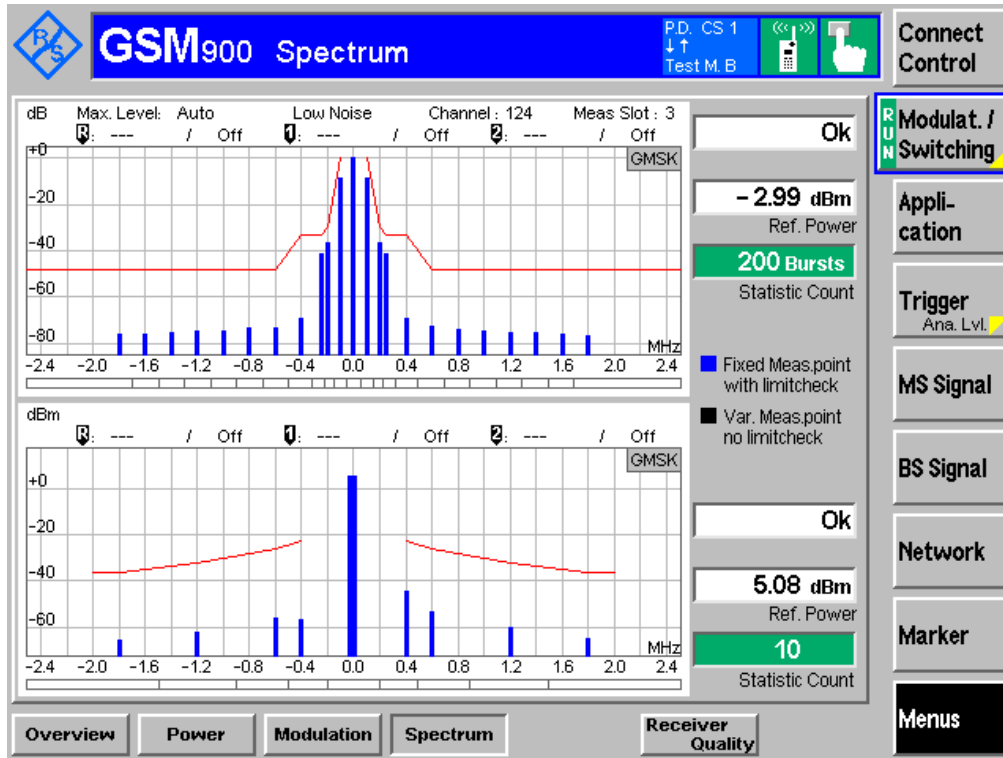 R/S
GSM900 Spectrum
P.D. CS 1
↓↑
Test M. B
Connect
Control
dB Max. Level: Auto Low Noise Channel : 124 Meas Slot : 3
R: --- / Off 1: --- / Off 2: --- / Off
GMSK
+0
-20
-40
-60
-80
MHz
-2.4 -2.0 -1.6 -1.2 -0.8 -0.4 0.0 0.4 0.8 1.2 1.6 2.0 2.4
Ok
-2.99 dBm
Ref. Power
200 Bursts
Statistic Count
Fixed Meas.point
with limitcheck
Var. Meas.point
no limitcheck
dBm
R: --- / Off 1: --- / Off 2: --- / Off
GMSK
+0
-20
-40
-60
MHz
-2.4 -2.0 -1.6 -1.2 -0.8 -0.4 0.0 0.4 0.8 1.2 1.6 2.0 2.4
Ok
5.08 dBm
Ref. Power
10
Statistic Count
RUN
Modulat. /
Switching
Appli-
cation
Trigger
Ana. Lvl.
MS Signal
BS Signal
Network
Marker
Menus
Overview Power Modulation Spectrum
Receiver
Quality